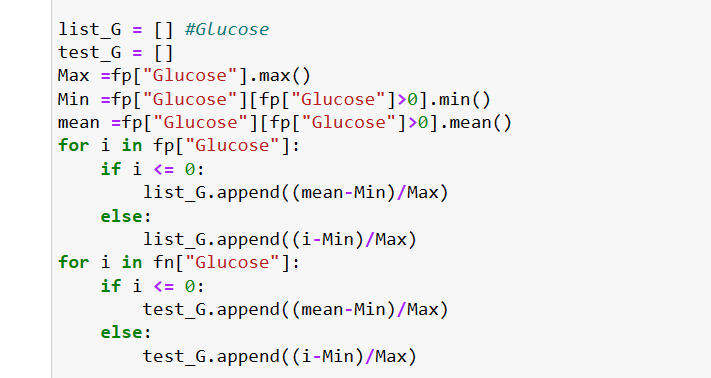 list_G = [] #Glucose
test_G = []
Max =fp["Glucose"].max()
Min =fp["Glucose"][fp["Glucose"]>0].min()
mean =fp["Glucose"][fp["Glucose"]>0].mean()
for i in fp["Glucose"]:
    if i <= 0:
        list_G.append((mean-Min)/Max)
    else:
        list_G.append((i-Min)/Max)
for i in fn["Glucose"]:
    if i <= 0:
        test_G.append((mean-Min)/Max)
    else:
        test_G.append((i-Min)/Max)